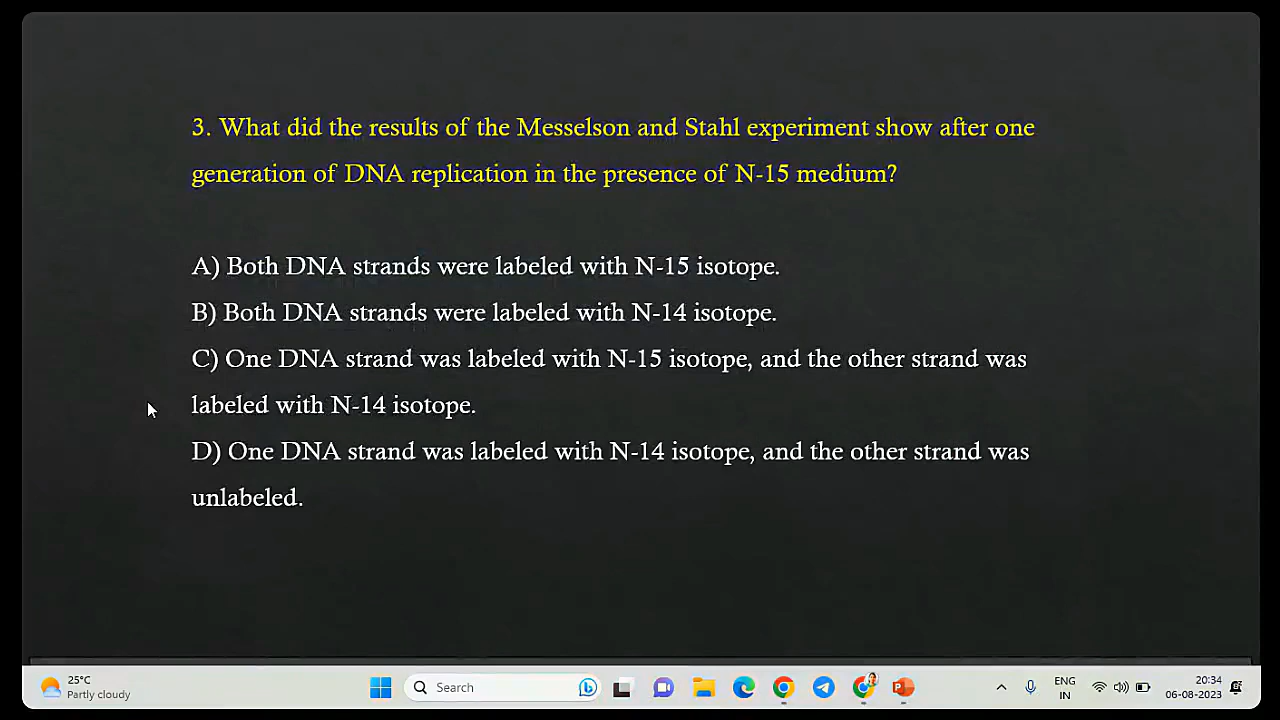 3. What did the results of the Messelson and Stahl experiment show after one
generation of DNA replication in the presence of N-15 medium?
A) Both DNA strands were labeled with N-15 isotope.
B) Both DNA strands were labeled with N-14 isotope.
C) One DNA strand was labeled with N-15 isotope, and the other strand was
labeled with N-14 isotope.
D) One DNA strand was labeled with N-14 isotope, and the other strand was
unlabeled.
25°C
Partly cloudy
Search
ENG
IN
20:34
06-08-2023